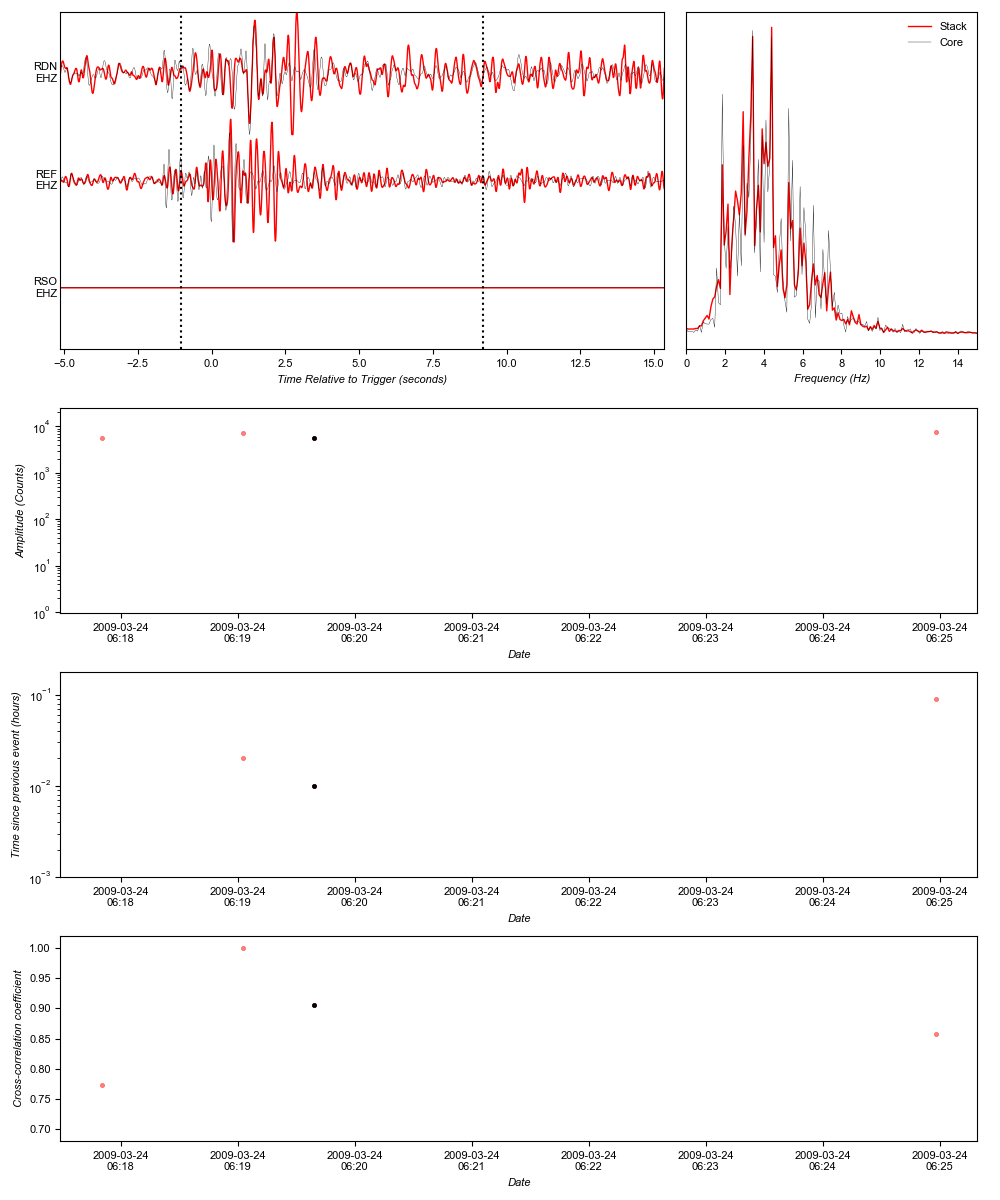 RDN
EHZ
REF
EHZ
RSO
EHZ
−5.0 −2.5 0.0 2.5 5.0 7.5 10.0 12.5 15.0
Time Relative to Trigger (seconds)
Stack
Core
0 2 4 6 8 10 12 14
Frequency (Hz)
10⁴
10³
10²
10¹
10⁰
Amplitude (Counts)
2009-03-24 2009-03-24 2009-03-24 2009-03-24 2009-03-24 2009-03-24 2009-03-24 2009-03-24
06:18 06:19 06:20 06:21 06:22 06:23 06:24 06:25
Date
10⁻¹
10⁻²
10⁻³
Time since previous event (hours)
2009-03-24 2009-03-24 2009-03-24 2009-03-24 2009-03-24 2009-03-24 2009-03-24 2009-03-24
06:18 06:19 06:20 06:21 06:22 06:23 06:24 06:25
Date
1.00
0.95
0.90
0.85
0.80
0.75
0.70
Cross-correlation coefficient
2009-03-24 2009-03-24 2009-03-24 2009-03-24 2009-03-24 2009-03-24 2009-03-24 2009-03-24
06:18 06:19 06:20 06:21 06:22 06:23 06:24 06:25
Date